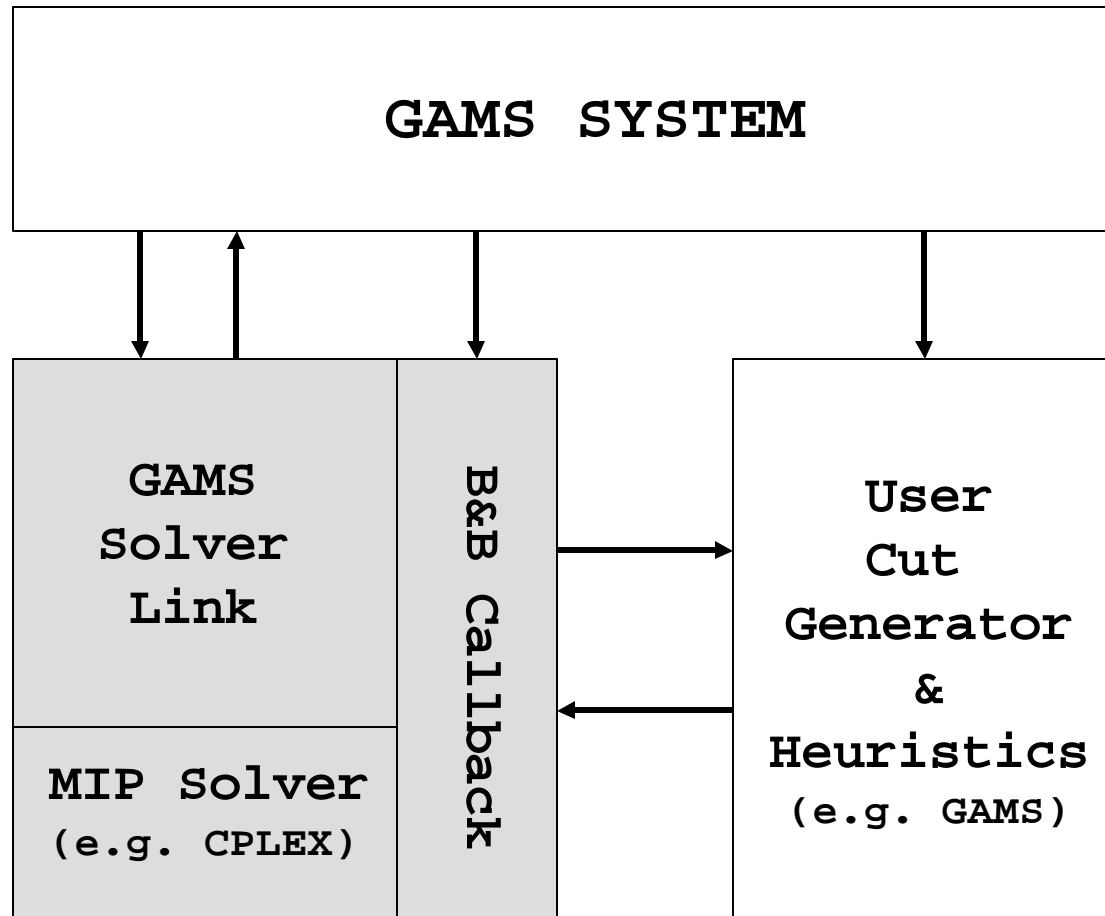 GAMS SYSTEM
GAMS
Solver
Link
MIP Solver
(e.g. CPLEX)
B&B Callback
User
Cut
Generator
&
Heuristics
(e.g. GAMS)